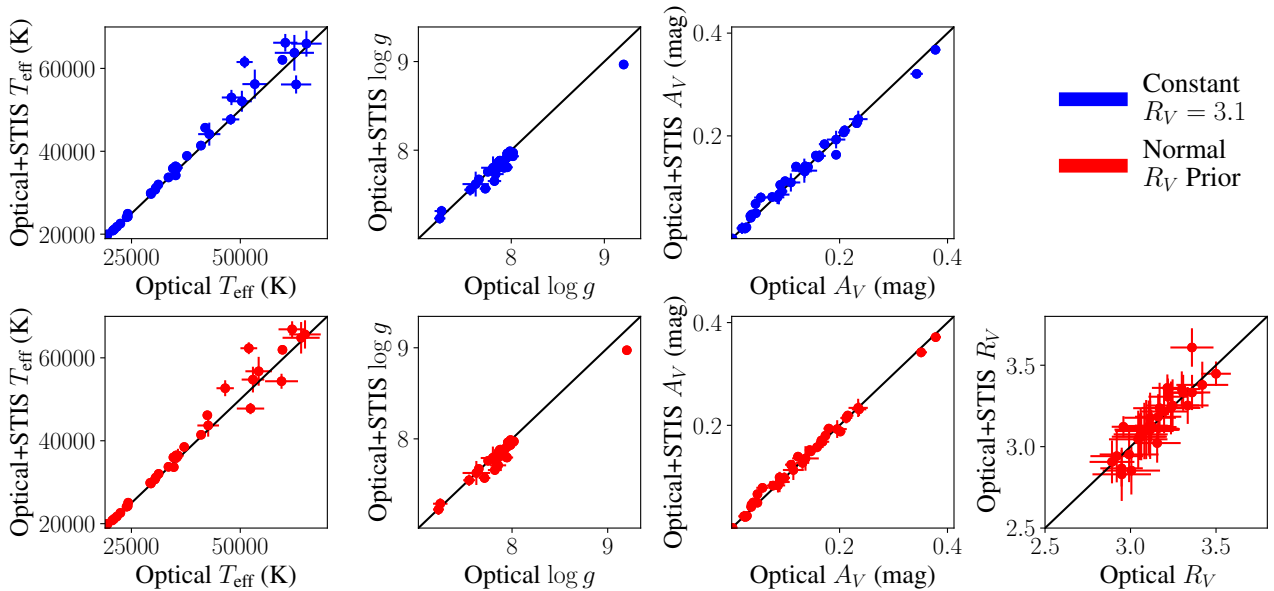 Optical+STIS $T_{\mathrm{eff}}$ (K)
60000
40000
20000
25000
50000
Optical $T_{\mathrm{eff}}$ (K)
Optical+STIS $\log g$
9
8
8
9
Optical $\log g$
Optical+STIS $A_V$ (mag)
0.4
0.2
0.2
0.4
Optical $A_V$ (mag)
Constant
$R_V = 3.1$
Normal
$R_V$ Prior
Optical+STIS $T_{\mathrm{eff}}$ (K)
60000
40000
20000
25000
50000
Optical $T_{\mathrm{eff}}$ (K)
Optical+STIS $\log g$
9
8
8
9
Optical $\log g$
Optical+STIS $A_V$ (mag)
0.4
0.2
0.2
0.4
Optical $A_V$ (mag)
Optical+STIS $R_V$
3.5
3.0
2.5
2.5
3.0
3.5
Optical $R_V$